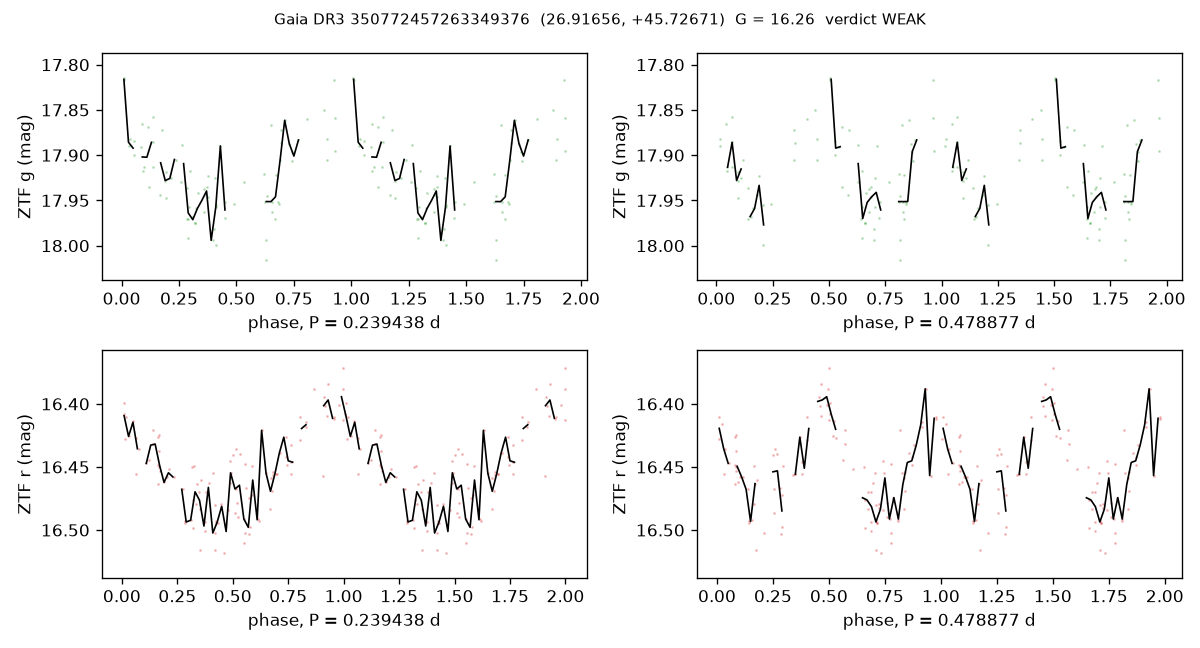 Gaia DR3 350772457263349376  (26.91656, +45.72671)  G = 16.26  verdict WEAK
17.80
17.85
17.90
17.95
18.00
ZTF g (mag)
0.00 0.25 0.50 0.75 1.00 1.25 1.50 1.75 2.00
phase, P = 0.239438 d
17.80
17.85
17.90
17.95
18.00
ZTF g (mag)
0.00 0.25 0.50 0.75 1.00 1.25 1.50 1.75 2.00
phase, P = 0.478877 d
16.40
16.45
16.50
ZTF r (mag)
0.00 0.25 0.50 0.75 1.00 1.25 1.50 1.75 2.00
phase, P = 0.239438 d
16.40
16.45
16.50
ZTF r (mag)
0.00 0.25 0.50 0.75 1.00 1.25 1.50 1.75 2.00
phase, P = 0.478877 d